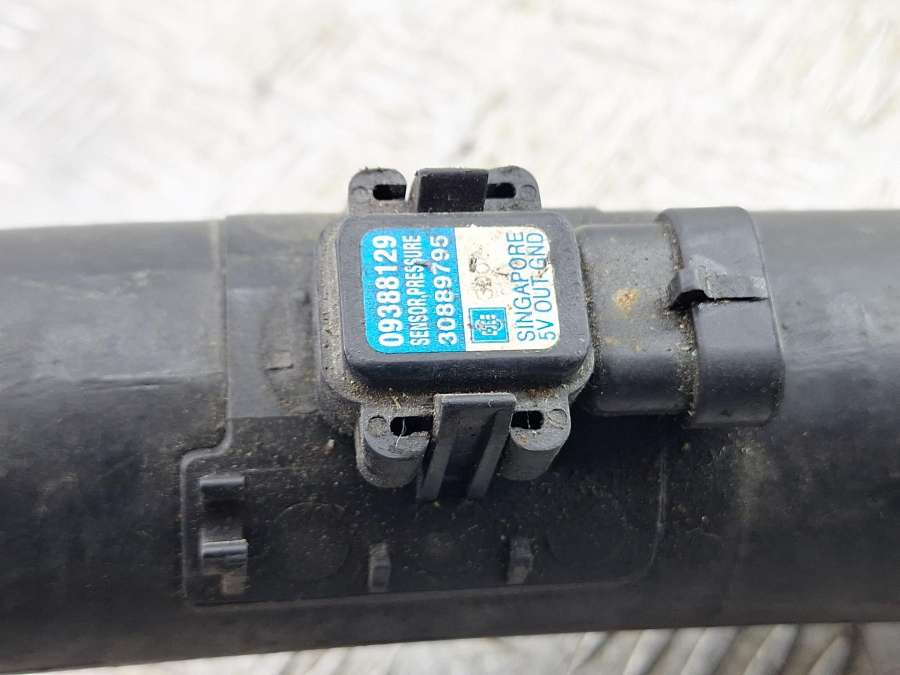 09388129
SENSOR,PRESSURE
30889795
SINGAPORE
5V OUT GND